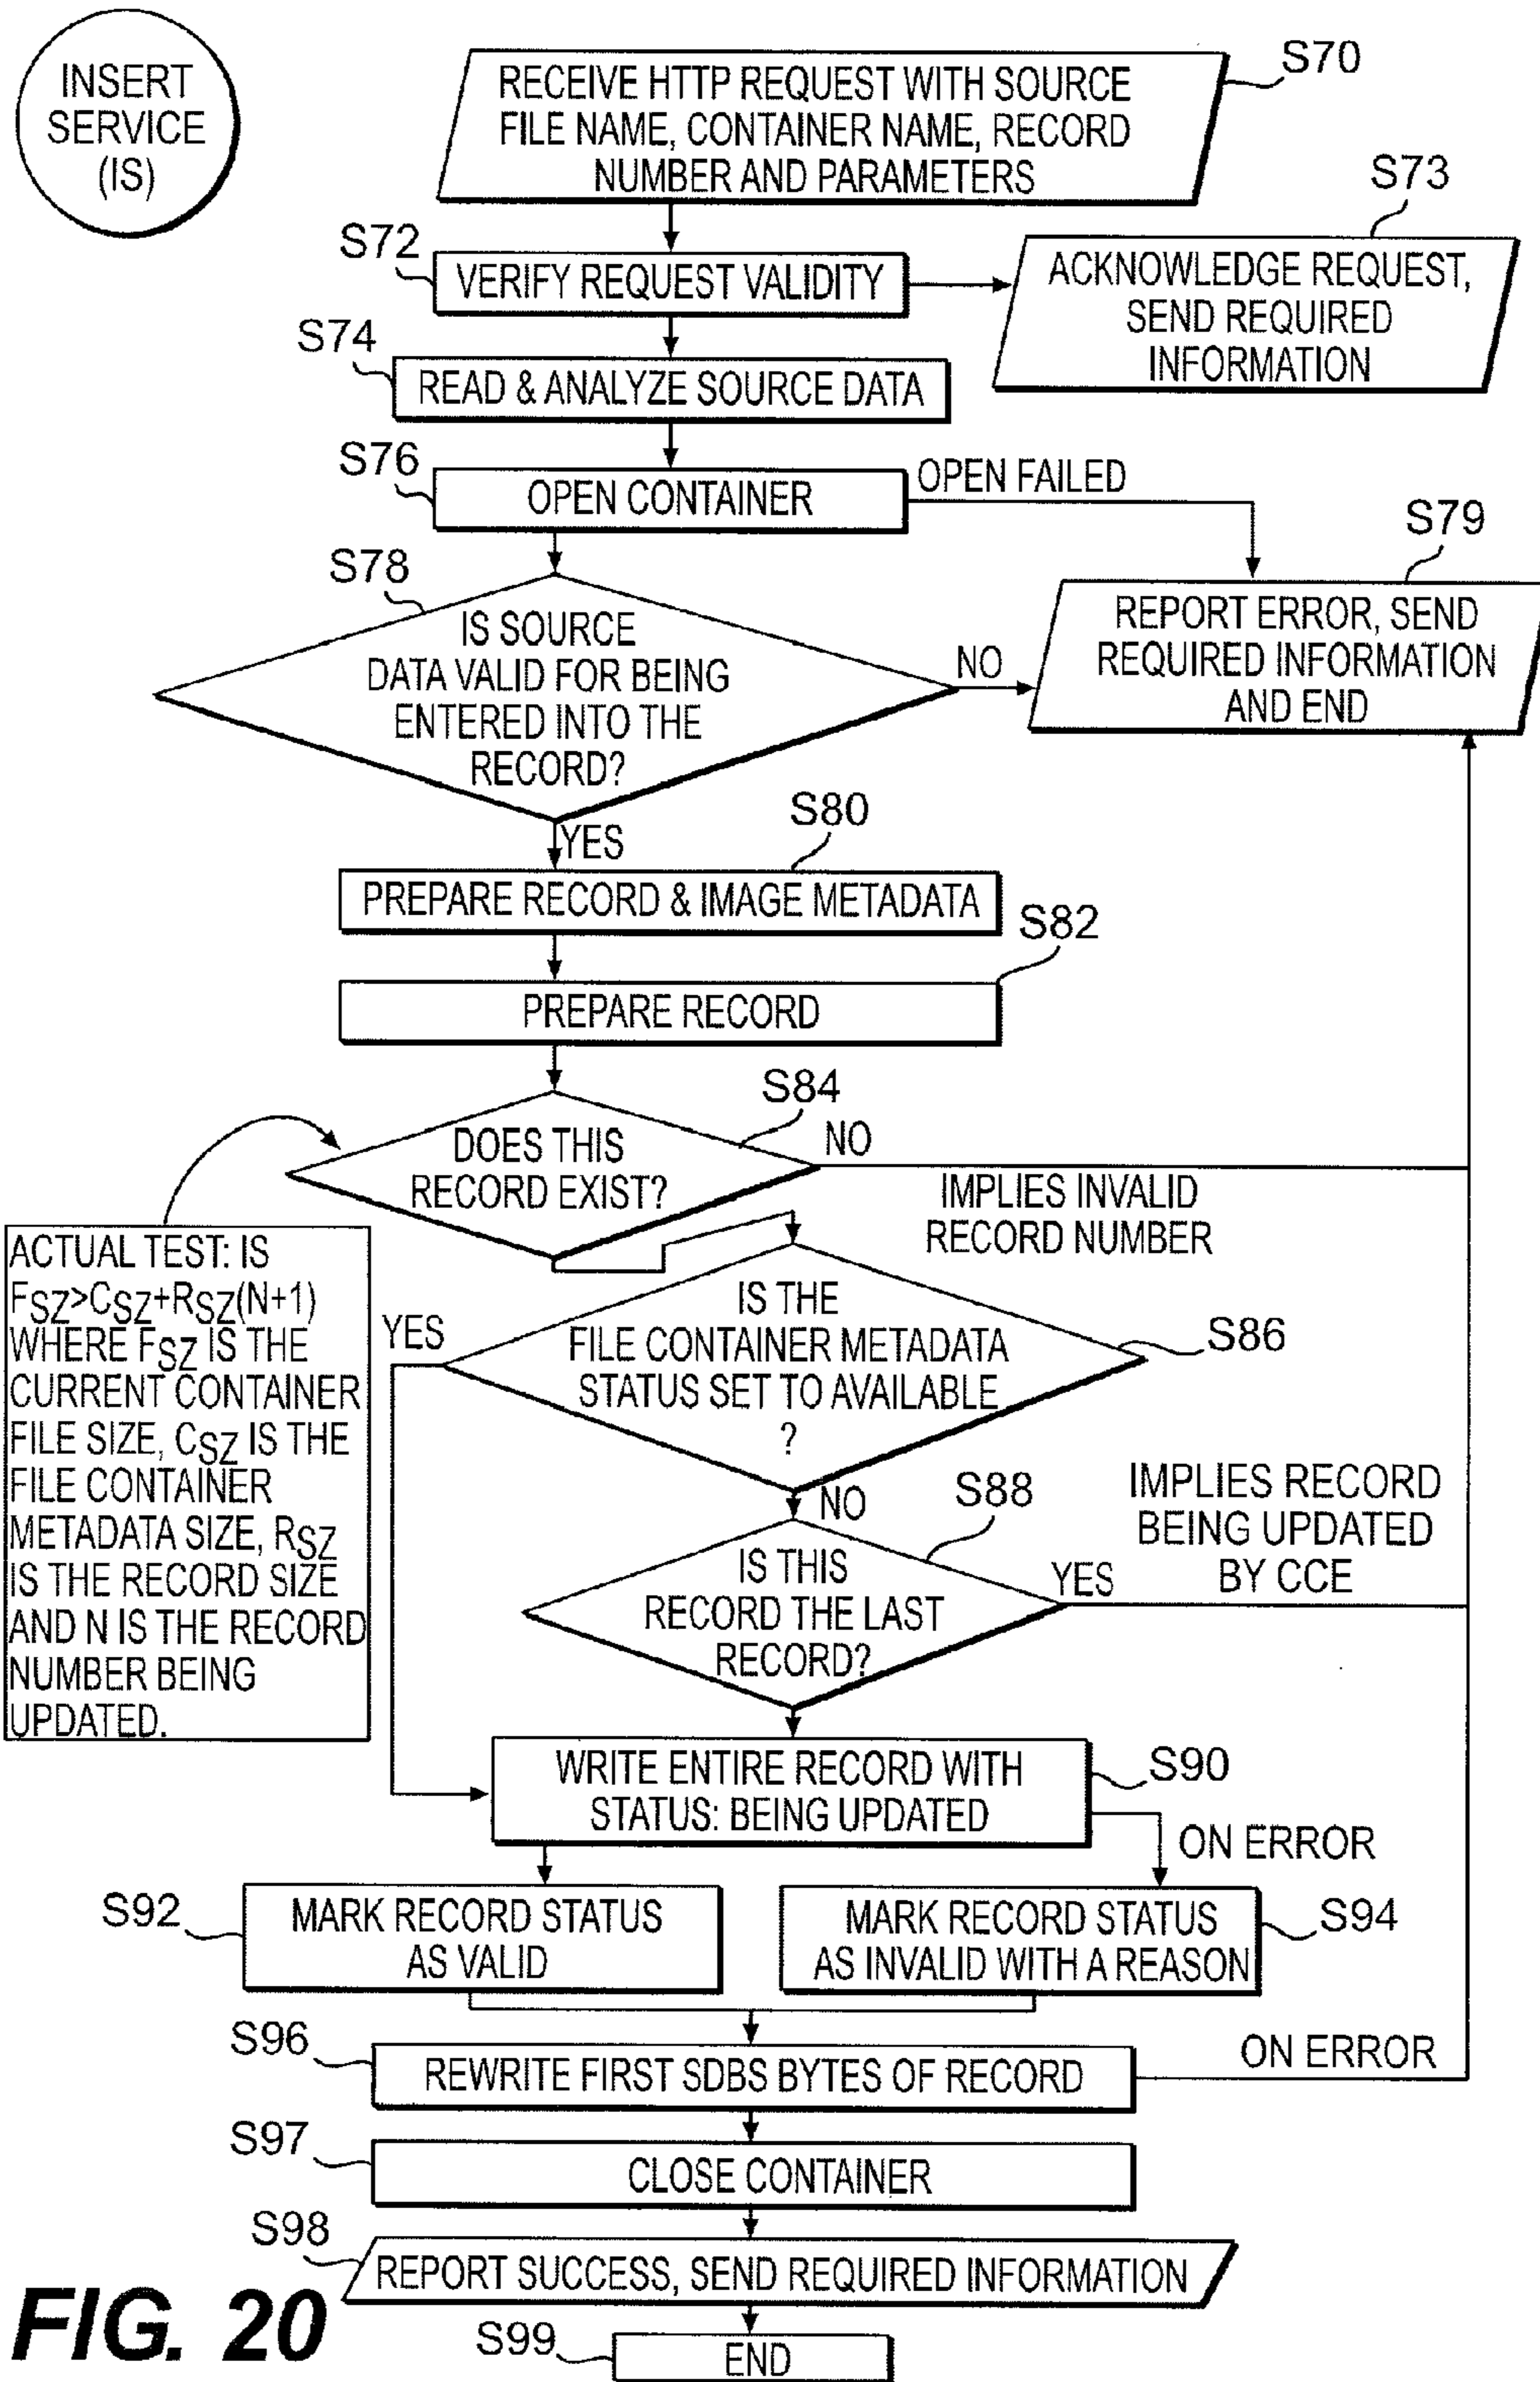 INSERT
SERVICE
(IS)
S70
RECEIVE HTTP REQUEST WITH SOURCE
FILE NAME, CONTAINER NAME, RECORD
NUMBER AND PARAMETERS
S72
VERIFY REQUEST VALIDITY
S73
ACKNOWLEDGE REQUEST,
SEND REQUIRED
INFORMATION
S74
READ & ANALYZE SOURCE DATA
S76
OPEN CONTAINER
OPEN FAILED
S78
IS SOURCE
DATA VALID FOR BEING
ENTERED INTO THE
RECORD?
NO
S79
REPORT ERROR, SEND
REQUIRED INFORMATION
AND END
YES
S80
PREPARE RECORD & IMAGE METADATA
S82
PREPARE RECORD
S84
DOES THIS
RECORD EXIST?
NO
IMPLIES INVALID
RECORD NUMBER
ACTUAL TEST: IS
FSZ>CSZ+RSZ(N+1)
WHERE FSZ IS THE
CURRENT CONTAINER
FILE SIZE, CSZ IS THE
FILE CONTAINER
METADATA SIZE, RSZ
IS THE RECORD SIZE
AND N IS THE RECORD
NUMBER BEING
UPDATED.
YES
IS THE
FILE CONTAINER METADATA
STATUS SET TO AVAILABLE
?
S86
NO
S88
IS THIS
RECORD THE LAST
RECORD?
YES
IMPLIES RECORD
BEING UPDATED
BY CCE
WRITE ENTIRE RECORD WITH
STATUS: BEING UPDATED
S90
ON ERROR
S92
MARK RECORD STATUS
AS VALID
MARK RECORD STATUS
AS INVALID WITH A REASON
S94
S96
REWRITE FIRST SDBS BYTES OF RECORD
ON ERROR
S97
CLOSE CONTAINER
S98
REPORT SUCCESS, SEND REQUIRED INFORMATION
S99
END
FIG. 20